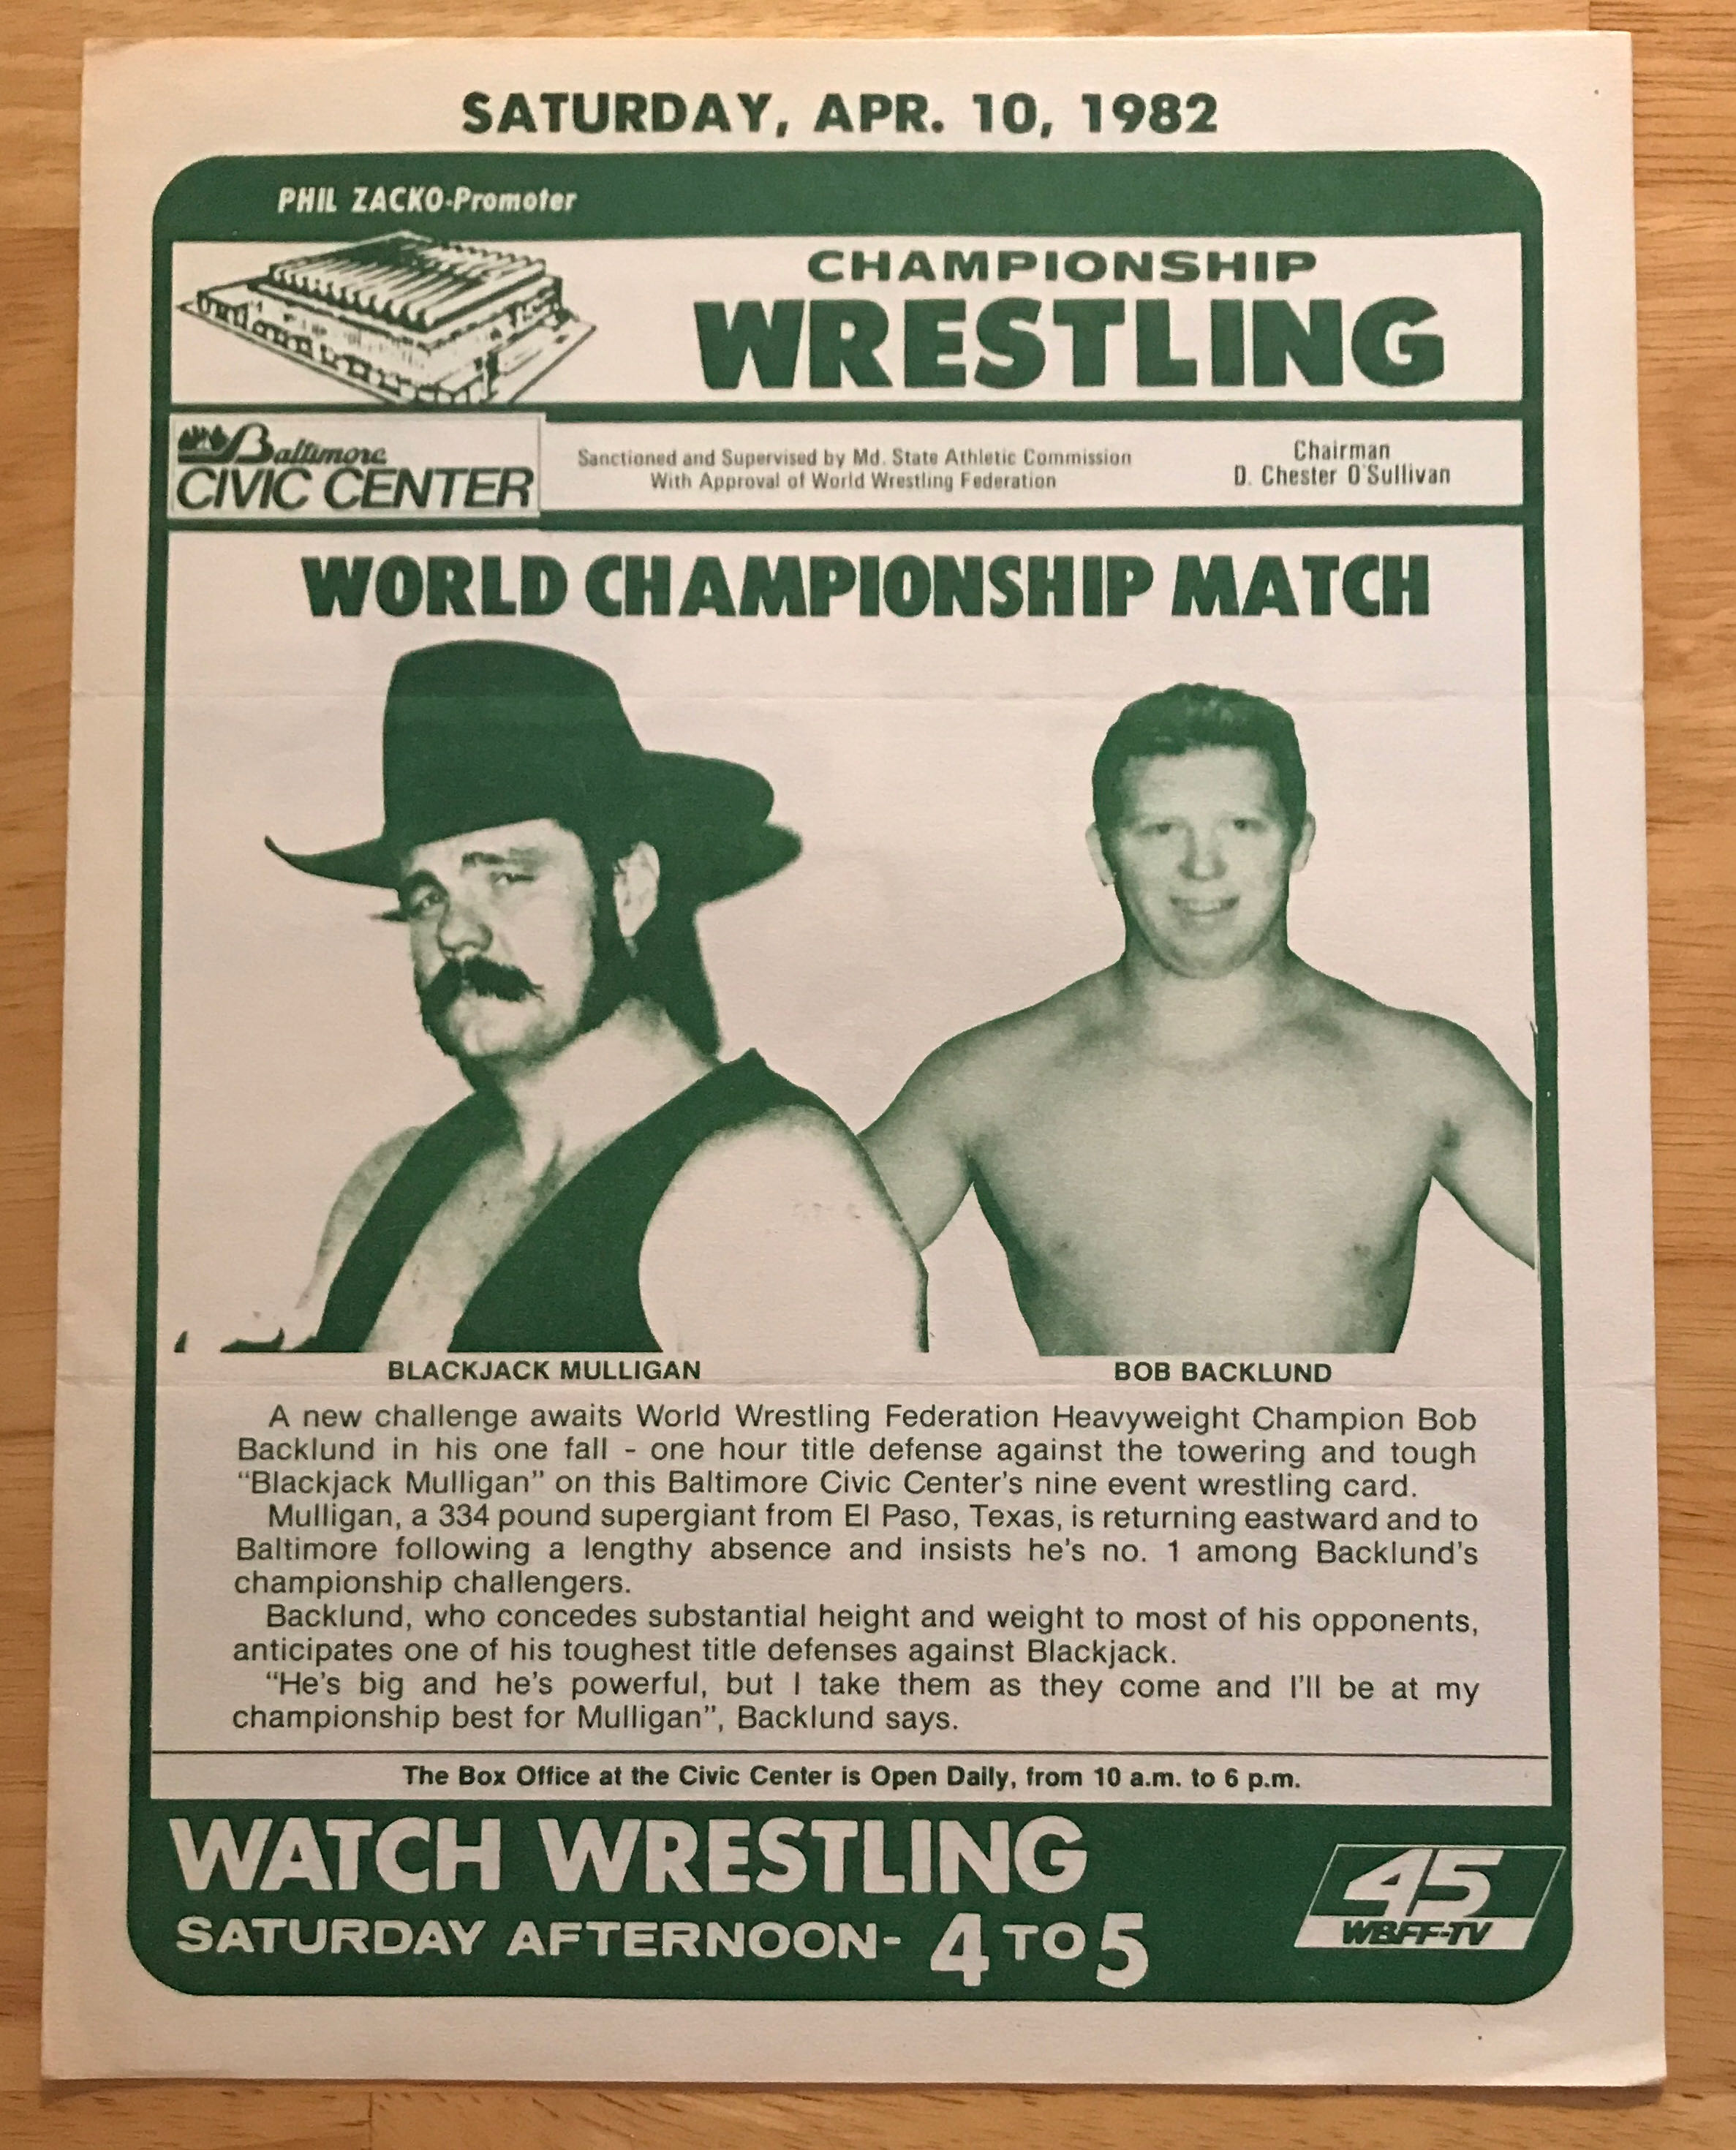 SATURDAY, APR. 10, 1982
PHIL ZACKO-Promoter
CHAMPIONSHIP
WRESTLING
Baltimore
CIVIC CENTER
Sanctioned and Supervised by Md. State Athletic Commission
With Approval of World Wrestling Federation
Chairman
D. Chester O'Sullivan
WORLD CHAMPIONSHIP MATCH
BLACKJACK MULLIGAN
BOB BACKLUND
A new challenge awaits World Wrestling Federation Heavyweight Champion Bob
Backlund in his one fall - one hour title defense against the towering and tough
“Blackjack Mulligan” on this Baltimore Civic Center's nine event wrestling card.
Mulligan, a 334 pound supergiant from El Paso, Texas, is returning eastward and to
Baltimore following a lengthy absence and insists he's no. 1 among Backlund's
championship challengers.
Backlund, who concedes substantial height and weight to most of his opponents,
anticipates one of his toughest title defenses against Blackjack.
“He's big and he's powerful, but I take them as they come and I'll be at my
championship best for Mulligan”, Backlund says.
The Box Office at the Civic Center is Open Daily, from 10 a.m. to 6 p.m.
WATCH WRESTLING
SATURDAY AFTERNOON- 4 TO 5
45
WBFF-TV